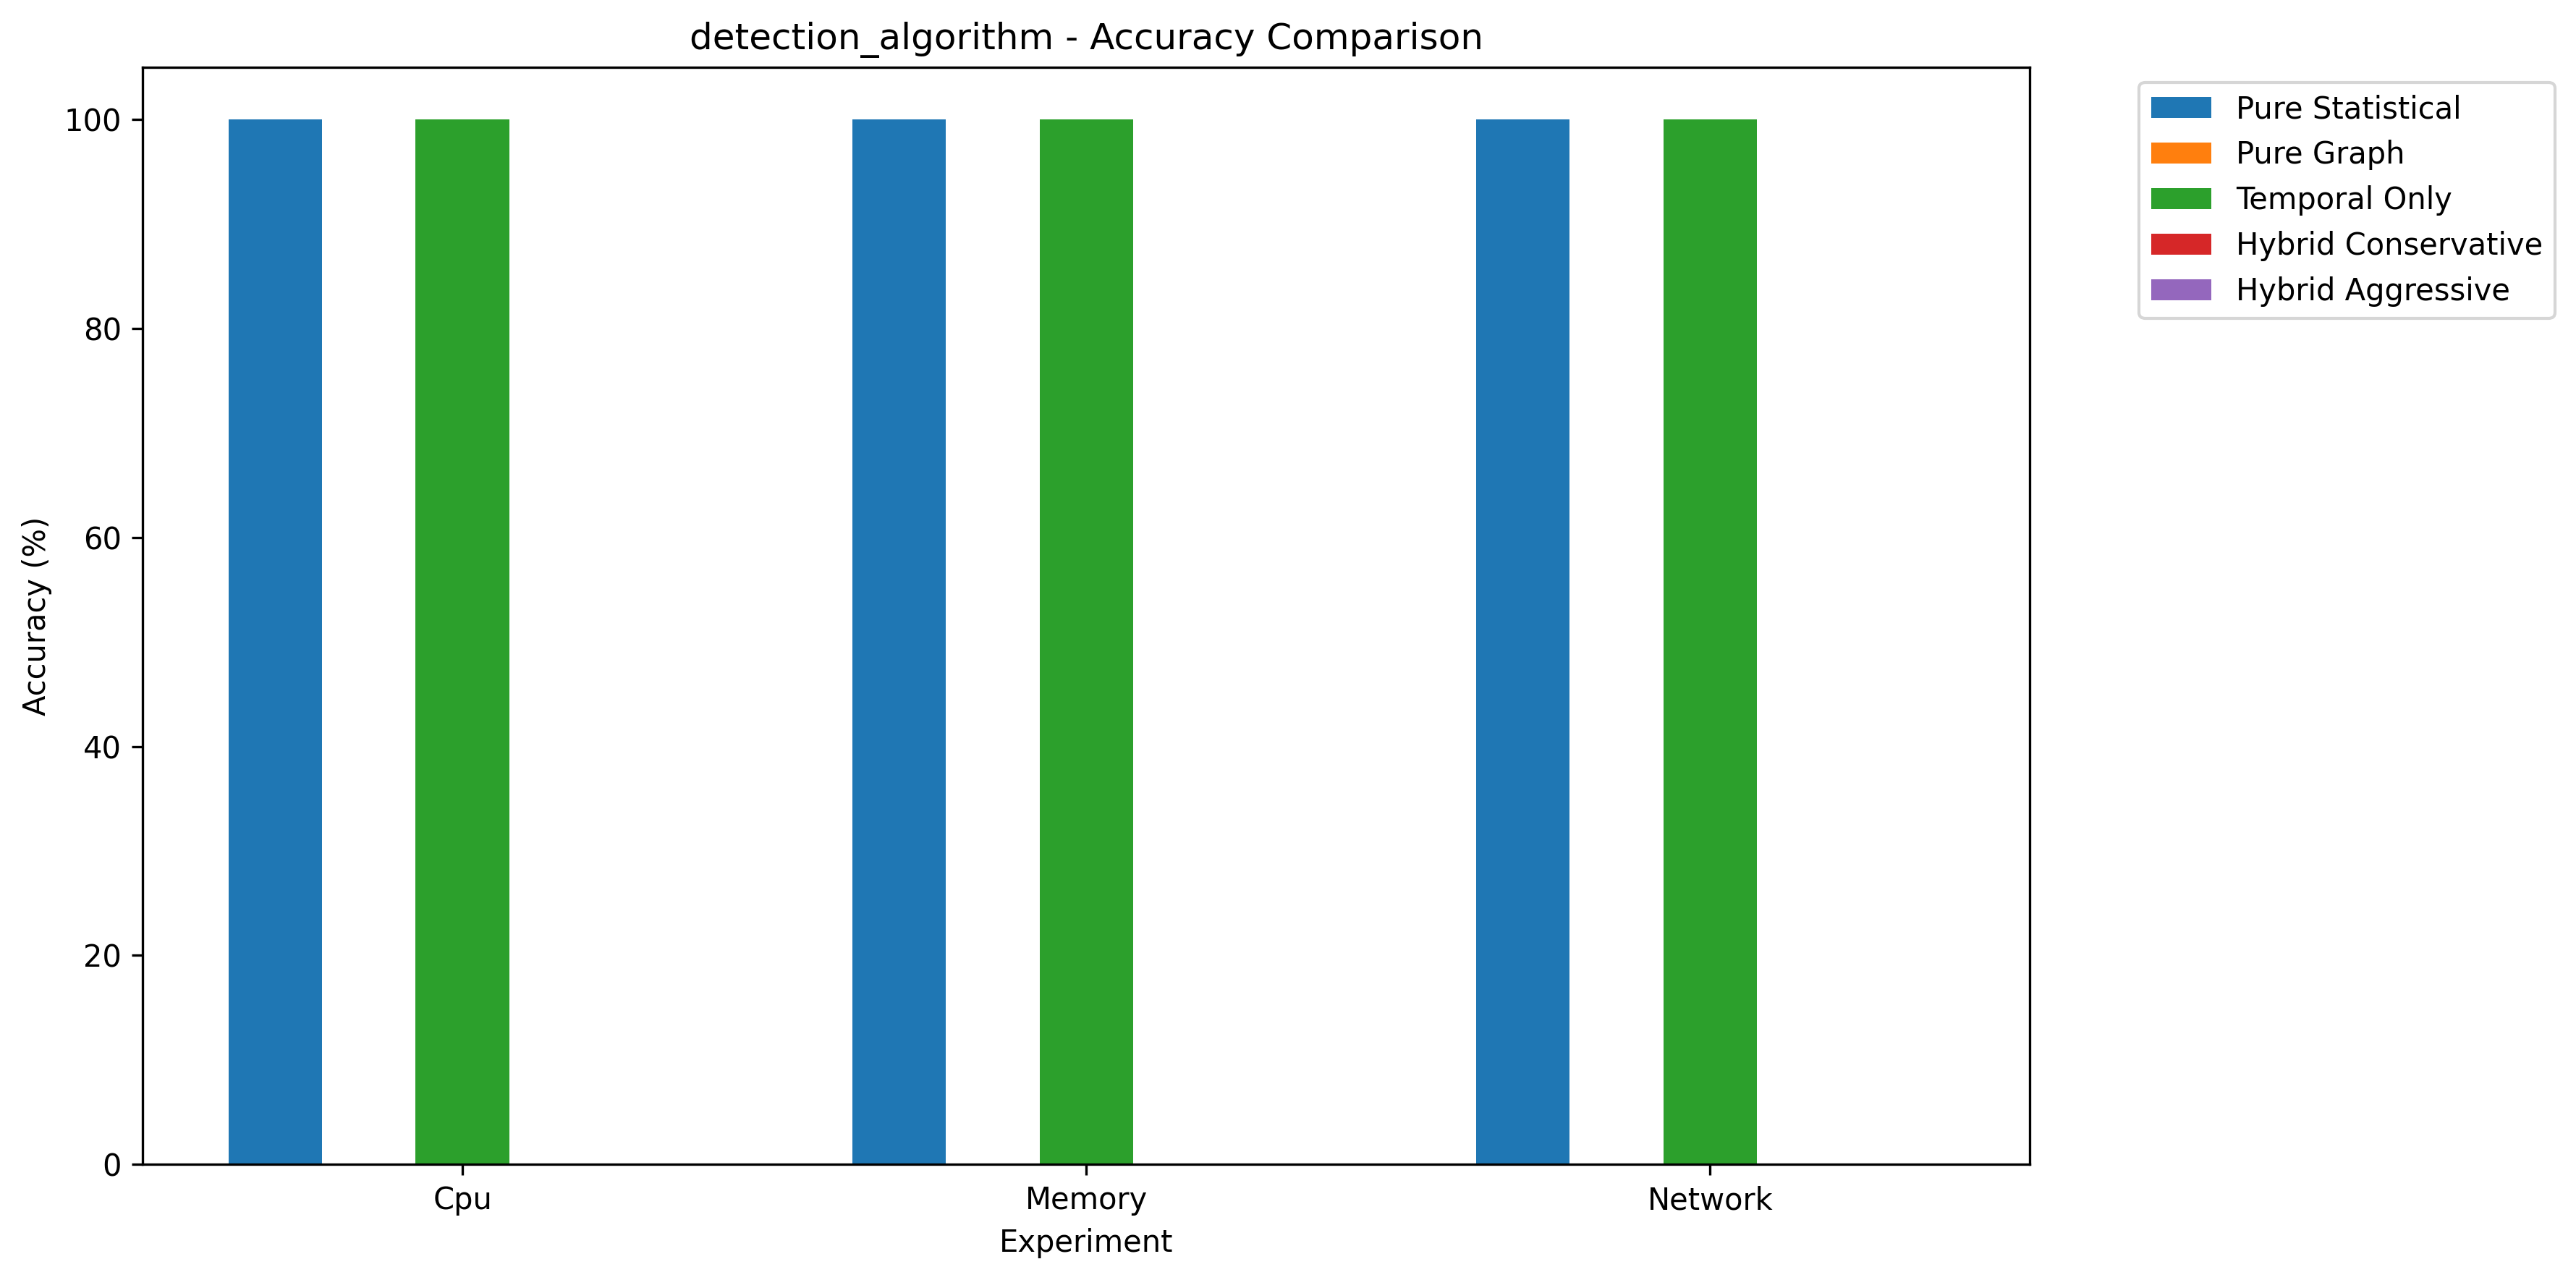 detection_algorithm - Accuracy Comparison
Accuracy (%)
100
80
60
40
20
0
Cpu
Memory
Network
Experiment
Pure Statistical
Pure Graph
Temporal Only
Hybrid Conservative
Hybrid Aggressive